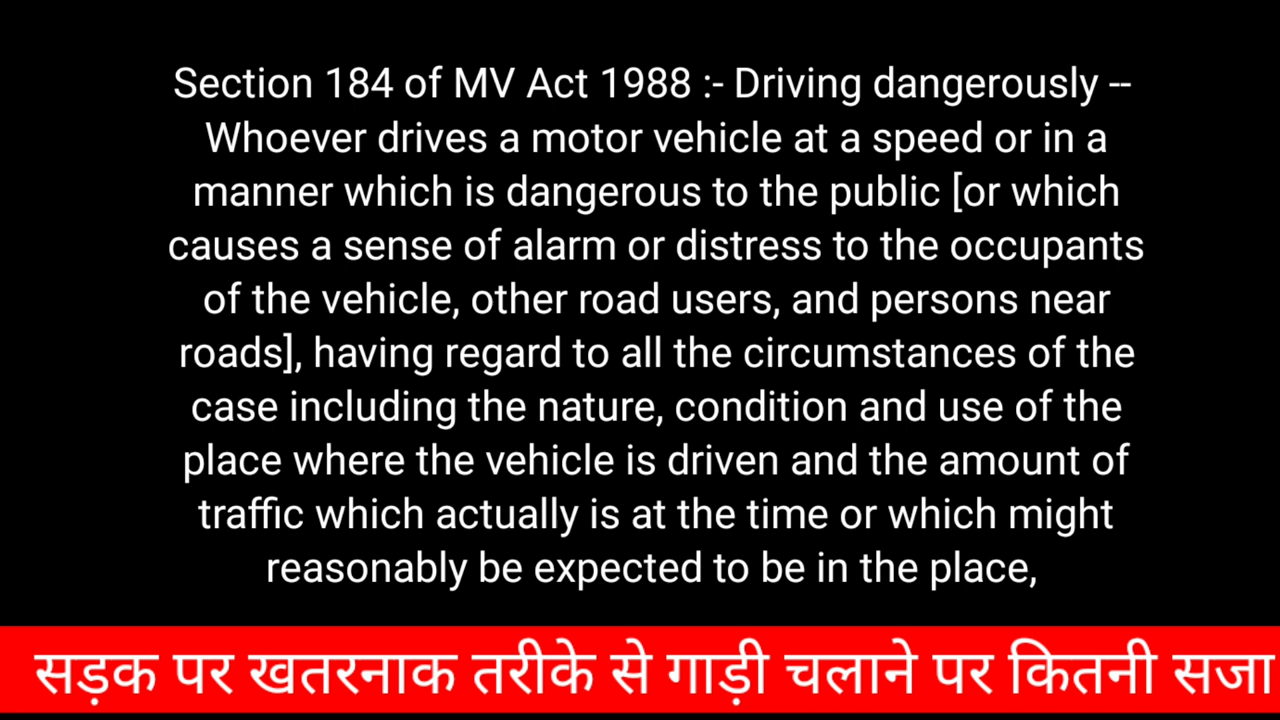 Section 184 of MV Act 1988 :- Driving dangerously --
Whoever drives a motor vehicle at a speed or in a
manner which is dangerous to the public [or which
causes a sense of alarm or distress to the occupants
of the vehicle, other road users, and persons near
roads], having regard to all the circumstances of the
case including the nature, condition and use of the
place where the vehicle is driven and the amount of
traffic which actually is at the time or which might
reasonably be expected to be in the place,
सड़क पर खतरनाक तरीके से गाड़ी चलाने पर कितनी सजा